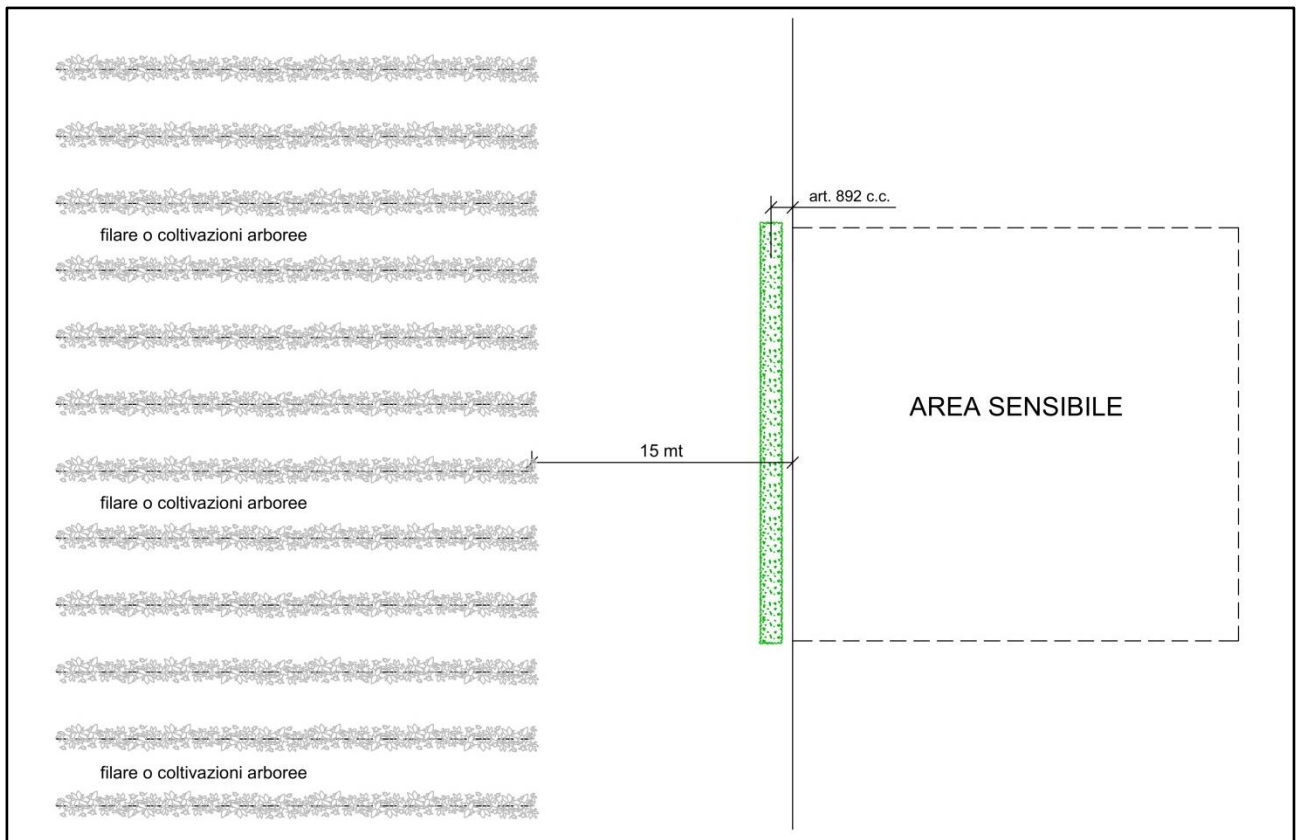 art. 892 c.c.
filare o coltivazioni arboree
AREA SENSIBILE
15 mt
filare o coltivazioni arboree
filare o coltivazioni arboree